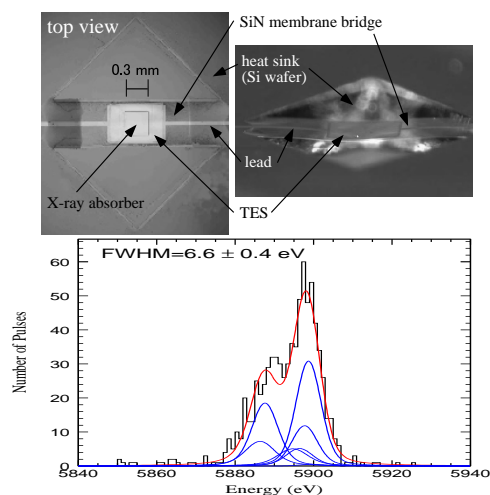 top view
SiN membrane bridge
0.3 mm
heat sink
(Si wafer)
lead
X-ray absorber
TES
FWHM=6.6 ± 0.4 eV
Number of Pulses
60
50
40
30
20
10
0
5840
5860
5880
5900
5920
5940
Energy (eV)